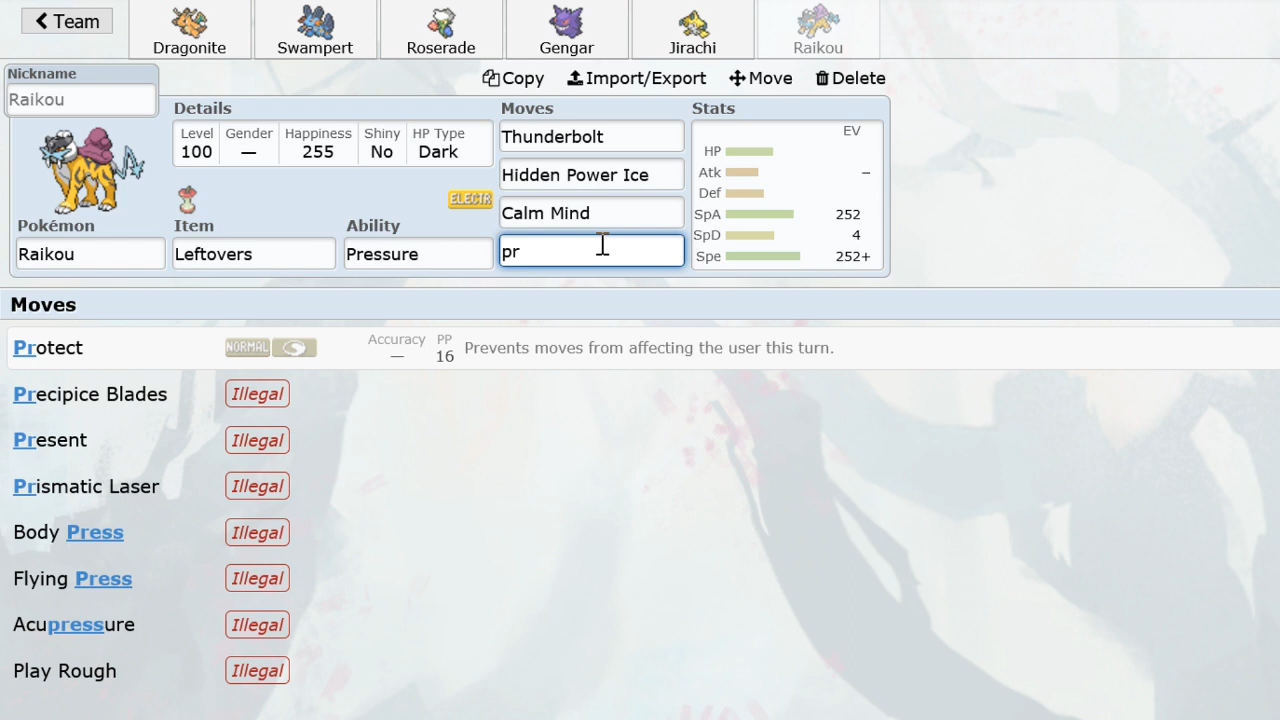 Team
Dragonite
Swampert
Roserade
Gengar
Jirachi
Raikou
Nickname
Raikou
Copy
Import/Export
Move
Delete
Details
Level
100
Gender
—
Happiness
255
Shiny
No
HP Type
Dark
ELECTR
Pokémon
Raikou
Item
Leftovers
Ability
Pressure
Moves
Thunderbolt
Hidden Power Ice
Calm Mind
pr
Stats
EV
HP
Atk –
Def
SpA 252
SpD 4
Spe 252+
Moves
Protect NORMAL Accuracy — PP 16 Prevents moves from affecting the user this turn.
Precipice Blades Illegal
Present Illegal
Prismatic Laser Illegal
Body Press Illegal
Flying Press Illegal
Acupressure Illegal
Play Rough Illegal